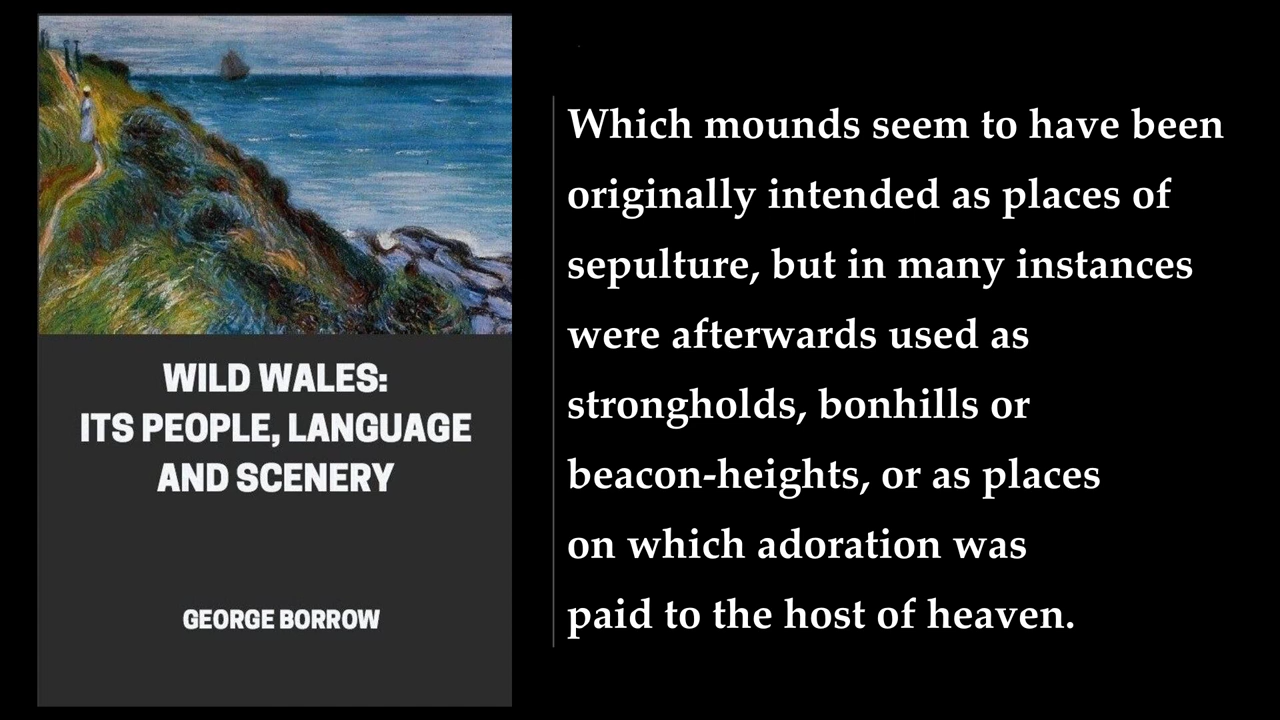 WILD WALES:
ITS PEOPLE, LANGUAGE
AND SCENERY
GEORGE BORROW
Which mounds seem to have been
originally intended as places of
sepulture, but in many instances
were afterwards used as
strongholds, bonhills or
beacon-heights, or as places
on which adoration was
paid to the host of heaven.